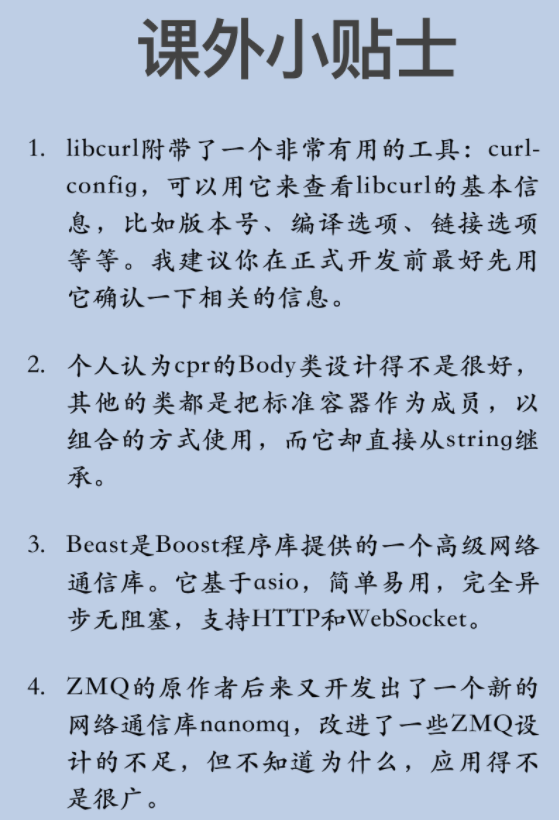 课外小贴士
1. libcurl附带了一个非常有用的工具：curl-
config，可以用它来查看libcurl的基本信
息，比如版本号、编译选项、链接选项
等等。我建议你在正式开发前最好先用
它确认一下相关的信息。
2. 个人认为cpr的Body类设计得不是很好，
其他的类都是把标准容器作为成员，以
组合的方式使用，而它却直接从string继
承。
3. Beast是Boost程序库提供的一个高级网络
通信库。它基于asio，简单易用，完全异
步无阻塞，支持HTTP和WebSocket。
4. ZMQ的原作者后来又开发出了一个新的
网络通信库nanomq，改进了一些ZMQ设
计的不足，但不知道为什么，应用得不
是很广。